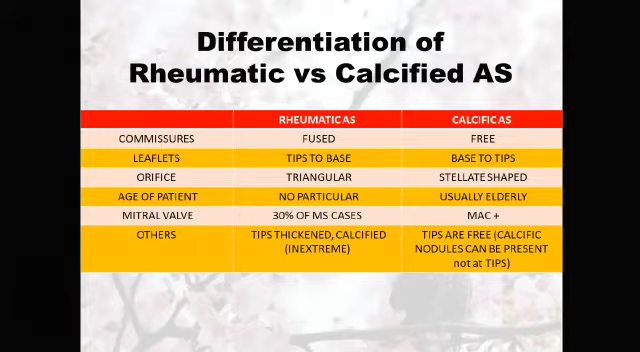 Differentiation of
Rheumatic vs Calcified AS
RHEUMATIC AS CALCIFIC AS
COMMISSURES FUSED FREE
LEAFLETS TIPS TO BASE BASE TO TIPS
ORIFICE TRIANGULAR STELLATE SHAPED
AGE OF PATIENT NO PARTICULAR USUALLY ELDERLY
MITRAL VALVE 30% OF MS CASES MAC +
OTHERS TIPS THICKENED, CALCIFIED TIPS ARE FREE (CALCIFIC
(INEXTREME) NODULES CAN BE PRESENT
not at TIPS)